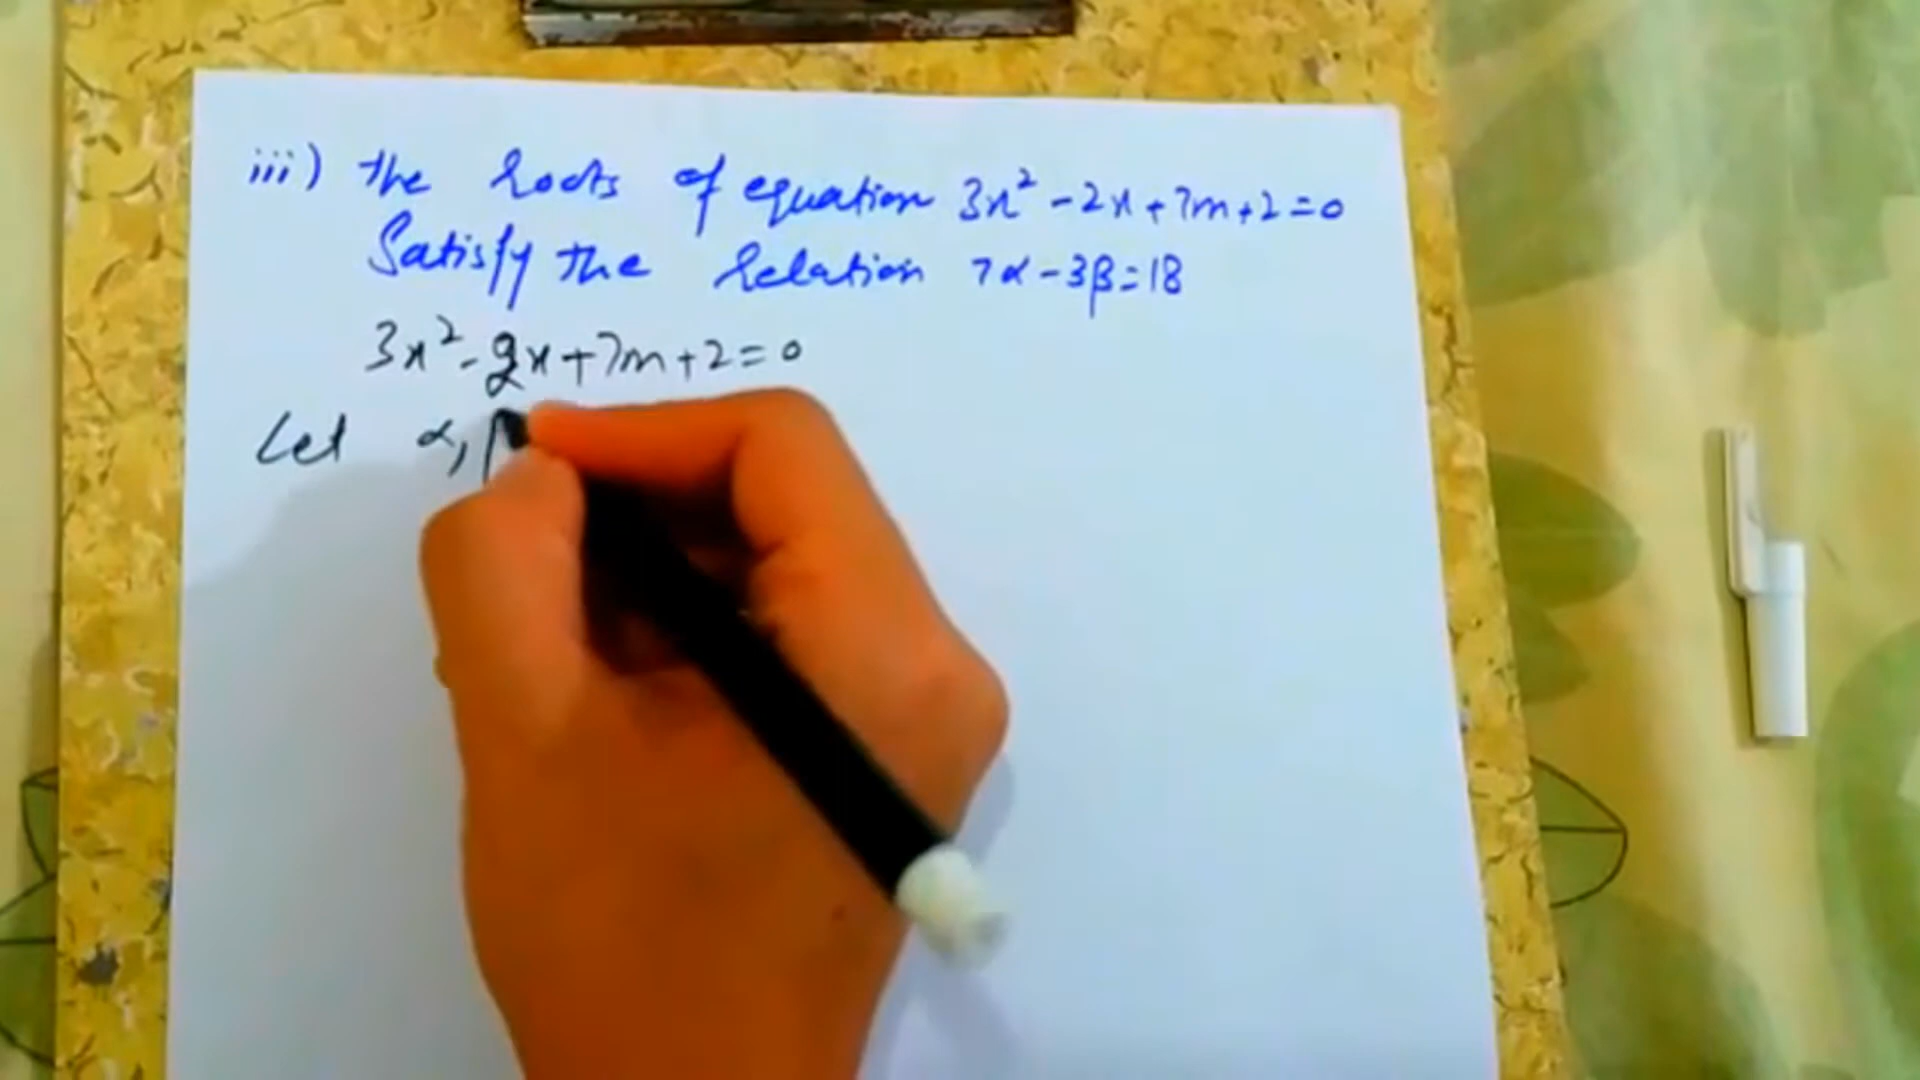 iii) The Roots of equation 3x² - 2x + 7m + 2 = 0
Satisfy the Relation 7α - 3β = 18
3x² - 2x + 7m + 2 = 0
Let α,